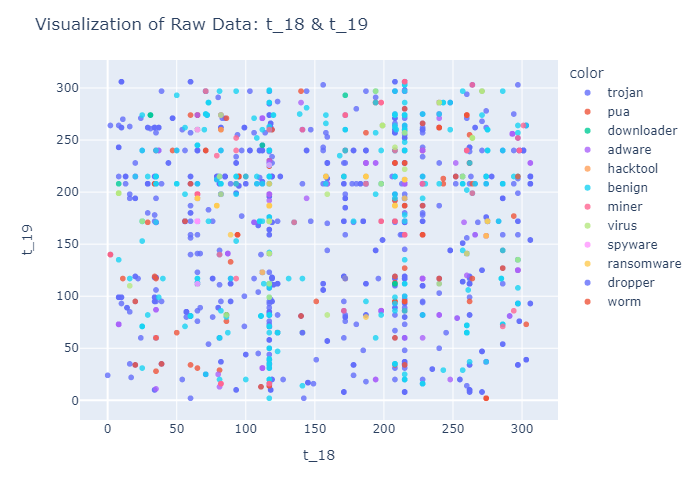 Visualization of Raw Data: t_18 & t_19
color
trojan
pua
downloader
adware
hacktool
benign
miner
virus
spyware
ransomware
dropper
worm
300
250
200
150
100
50
0
t_19
0 50 100 150 200 250 300
t_18